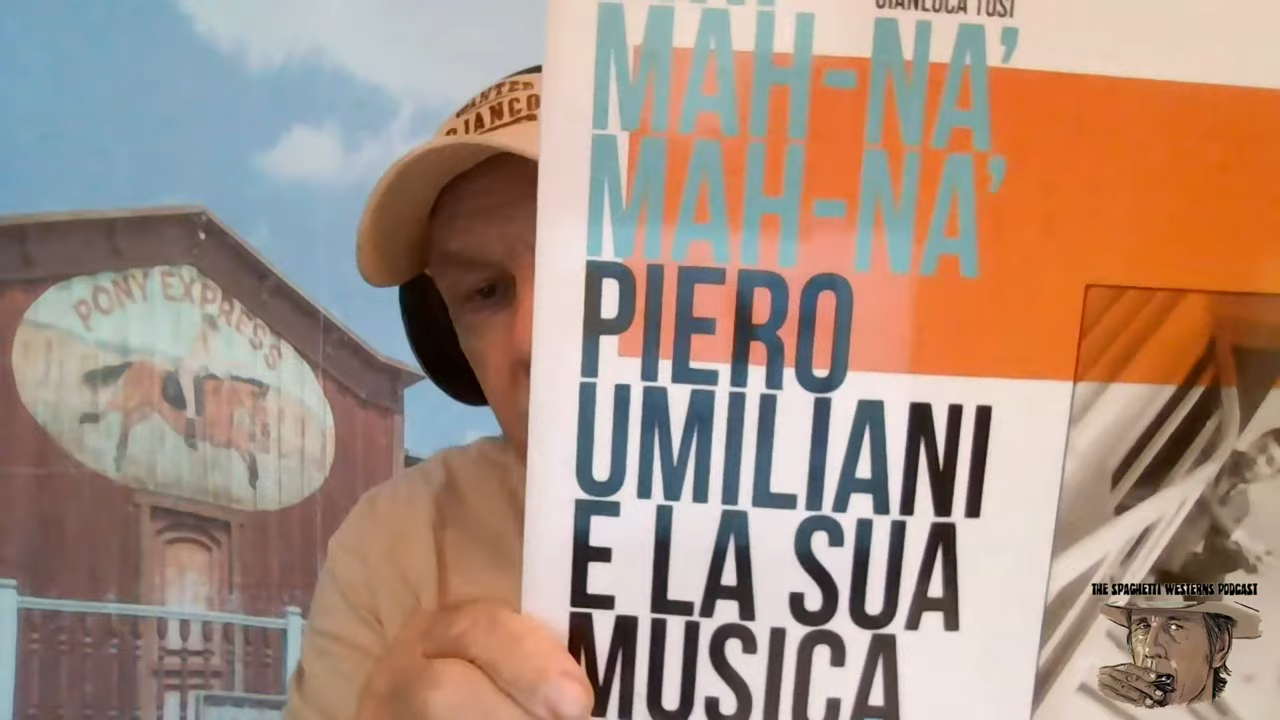 GIANLUCA TOSI
MAH-NA'
MAH-NA'
PIERO
UMILIANI
E LA SUA
MUSICA
PONY EXPRESS
THE SPAGHETTI WESTERNS PODCAST